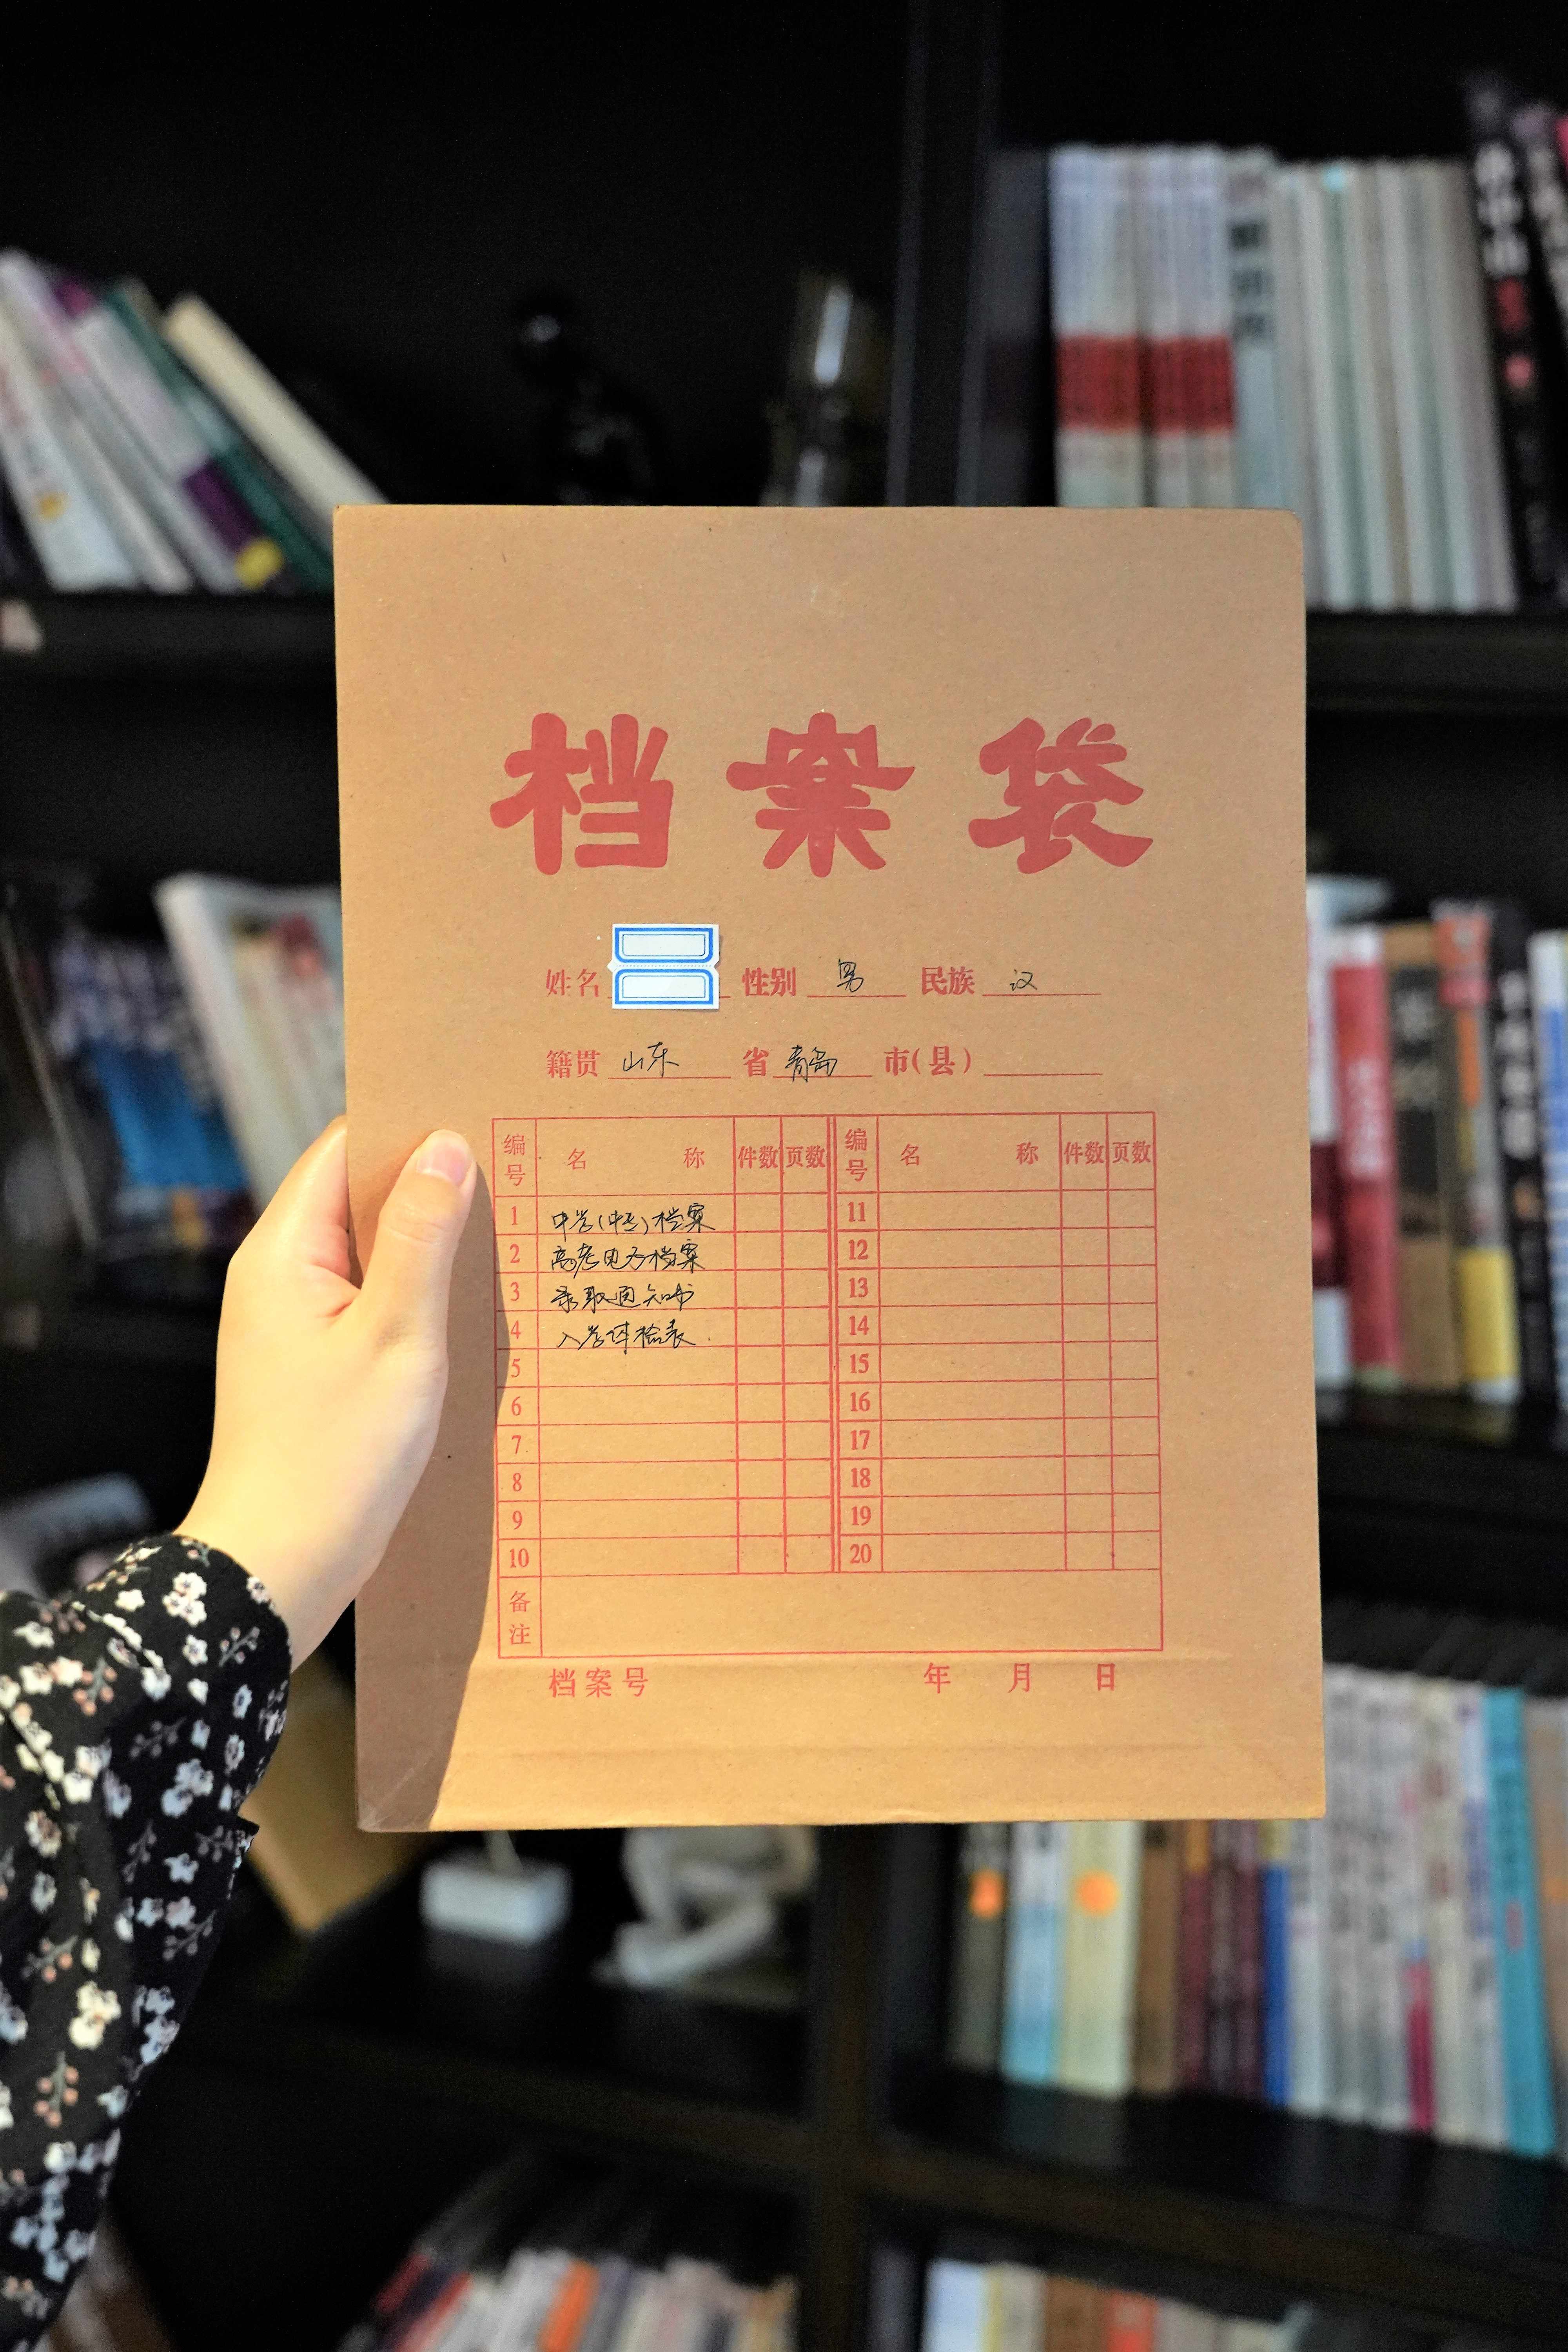 档案袋
姓名 性别 男 民族 汉
籍贯 山东 省 青岛 市(县)
编号 名称 件数 页数 编号 名称 件数 页数
1 中学(中专)档案 11
2 高考电子档案 12
3 录取通知书 13
4 入学体检表. 14
5 15
6 16
7 17
8 18
9 19
10 20
备注
档案号 年 月 日